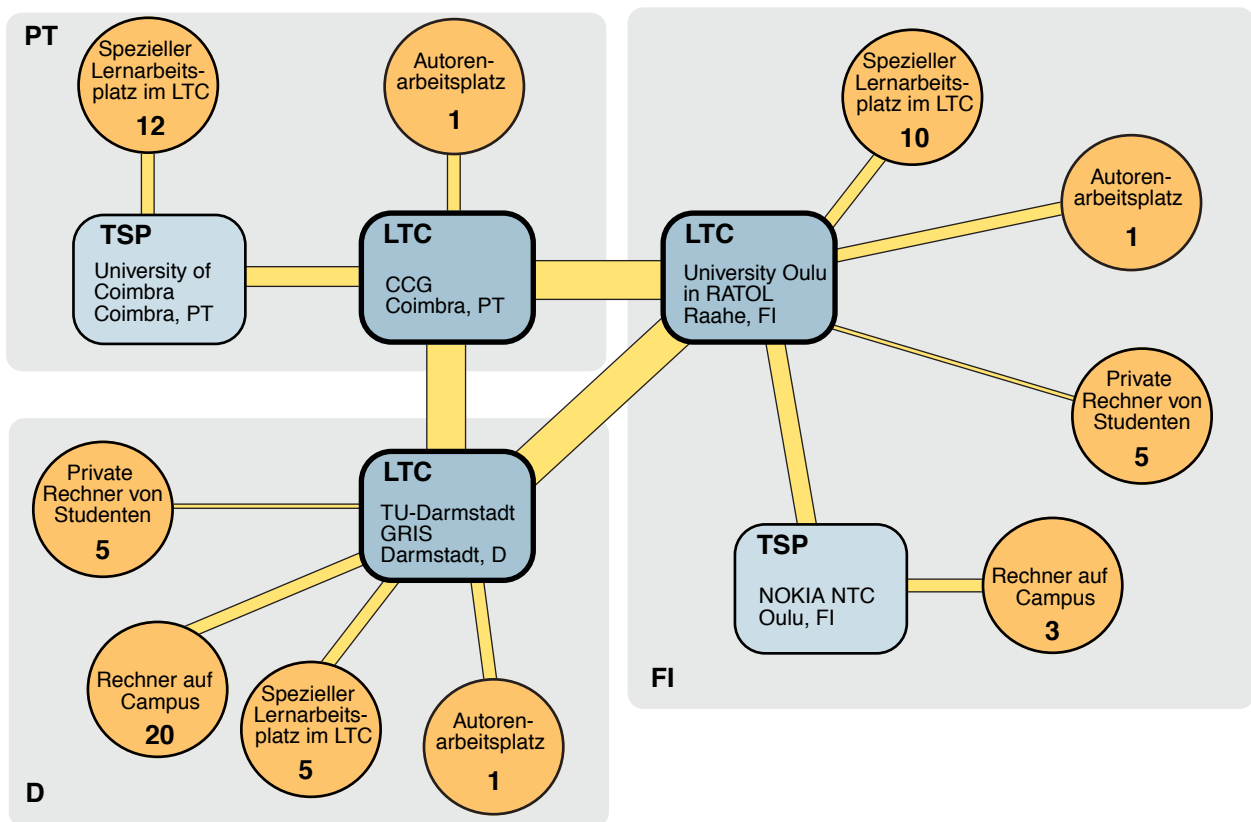 PT
Spezieller
Lernarbeits-
platz im LTC
12
Autoren-
arbeitsplatz
1
TSP
University of
Coimbra
Coimbra, PT
LTC
CCG
Coimbra, PT
Spezieller
Lernarbeits-
platz im LTC
10
Autoren-
arbeitsplatz
1
LTC
University Oulu
in RATOL
Raahe, FI
Private
Rechner von
Studenten
5
TSP
NOKIA NTC
Oulu, FI
Rechner auf
Campus
3
FI
LTC
TU-Darmstadt
GRIS
Darmstadt, D
Private
Rechner von
Studenten
5
Rechner auf
Campus
20
Spezieller
Lernarbeits-
platz im LTC
5
Autoren-
arbeitsplatz
1
D